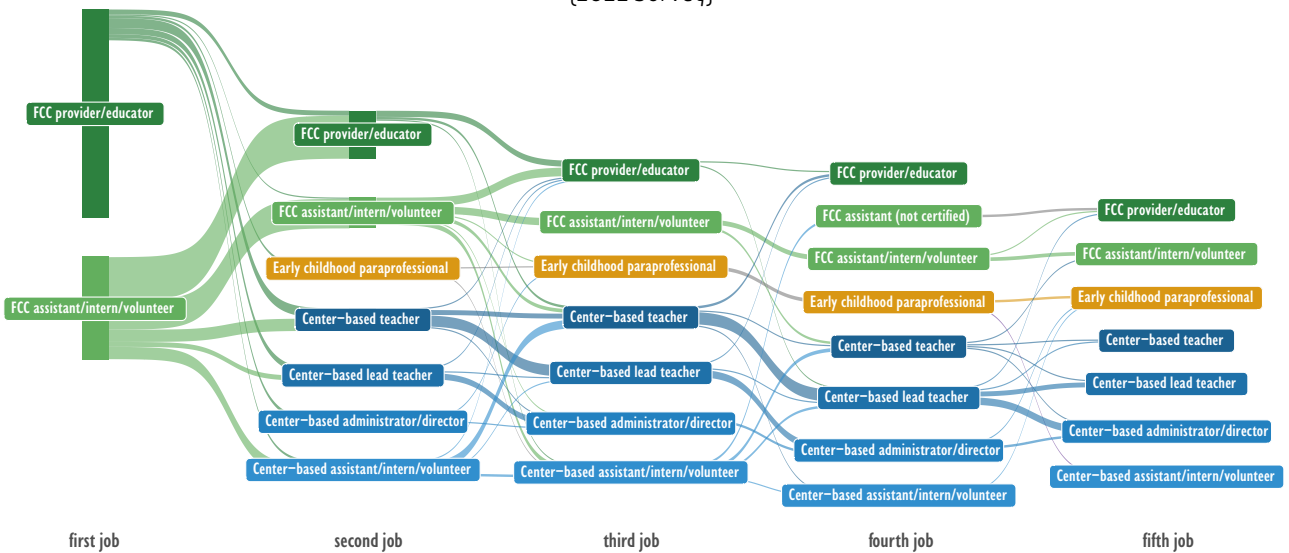 FCC provider/educator
FCC assistant/intern/volunteer
FCC provider/educator
FCC assistant/intern/volunteer
Early childhood paraprofessional
Center-based teacher
Center-based lead teacher
Center-based administrator/director
Center-based assistant/intern/volunteer
FCC provider/educator
FCC assistant/intern/volunteer
Early childhood paraprofessional
Center-based teacher
Center-based lead teacher
Center-based administrator/director
Center-based assistant/intern/volunteer
FCC provider/educator
FCC assistant (not certified)
FCC assistant/intern/volunteer
Early childhood paraprofessional
Center-based teacher
Center-based lead teacher
Center-based administrator/director
Center-based assistant/intern/volunteer
FCC provider/educator
FCC assistant/intern/volunteer
Early childhood paraprofessional
Center-based teacher
Center-based lead teacher
Center-based administrator/director
Center-based assistant/intern/volunteer
first job
second job
third job
fourth job
fifth job